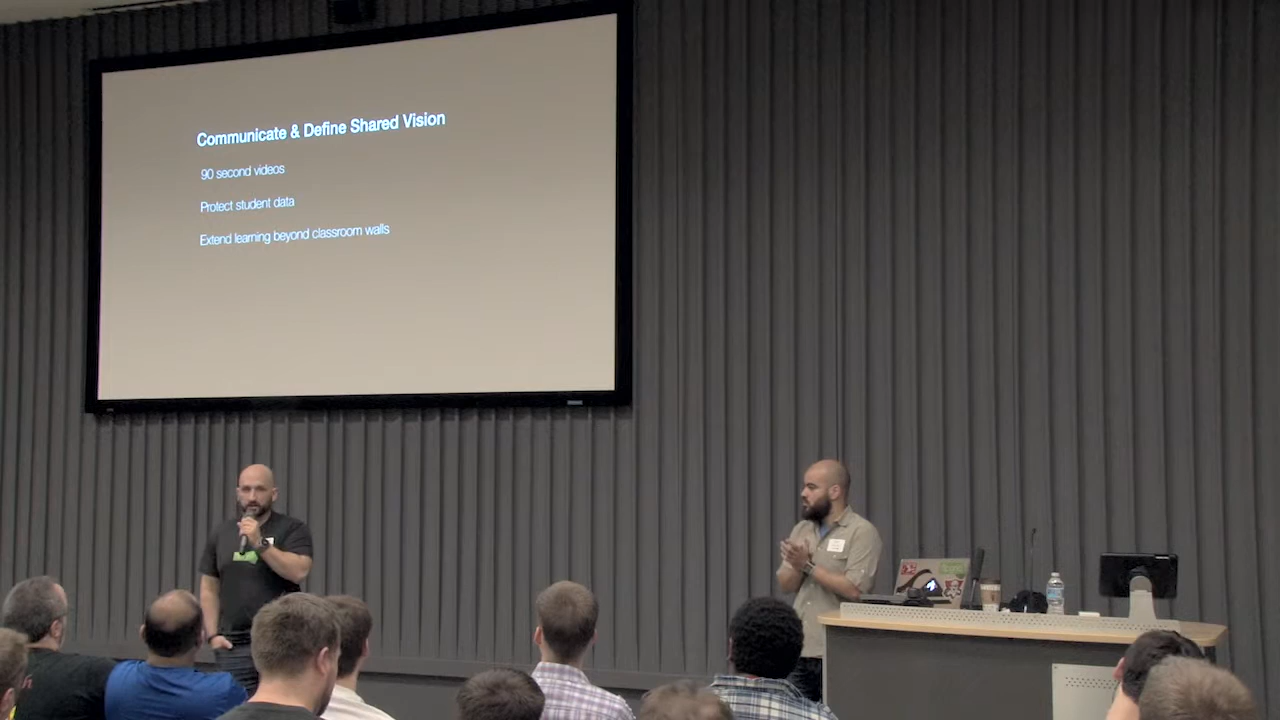 Communicate & Define Shared Vision
90 second videos
Protect student data
Extend learning beyond classroom walls